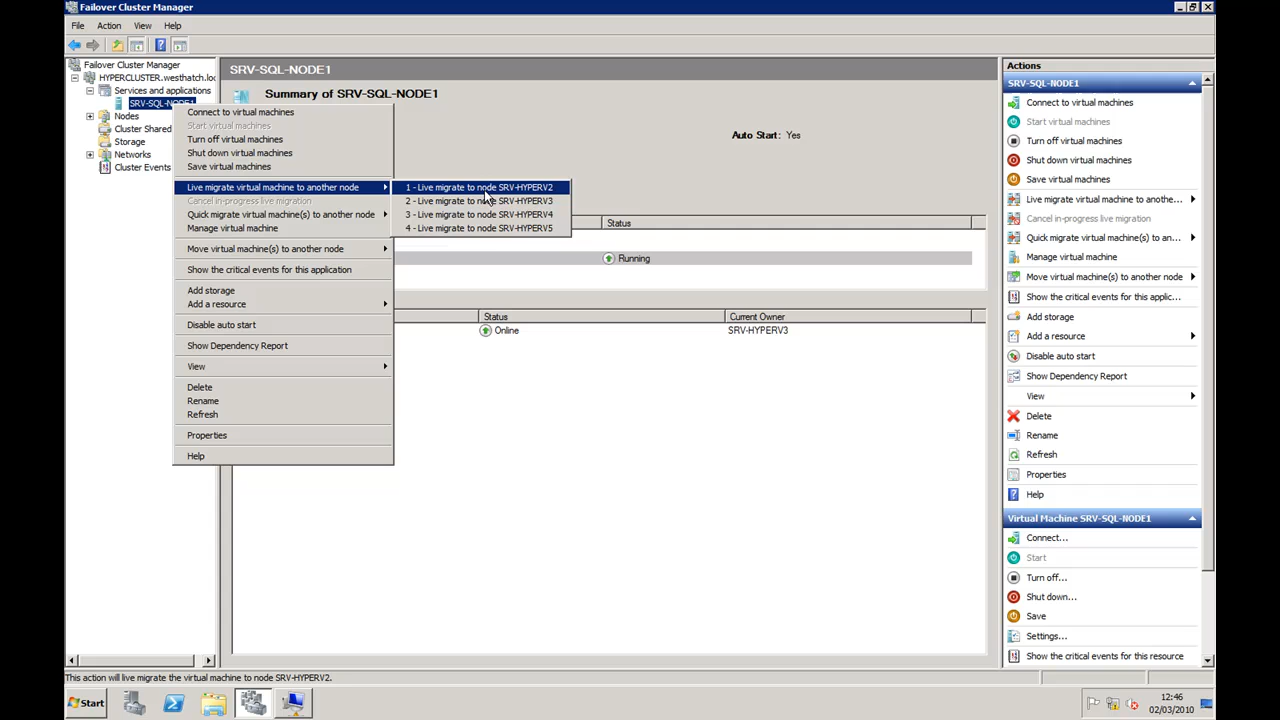 Failover Cluster Manager
File Action View Help
Failover Cluster Manager
HYPERCLUSTER.westhatch.loc
Services and applications
SRV-SQL-NODE1
Nodes
Cluster Shared
Storage
Networks
Cluster Events
Connect to virtual machines
Start virtual machines
Turn off virtual machines
Shut down virtual machines
Save virtual machines
Live migrate virtual machine to another node
Cancel in-progress live migration
Quick migrate virtual machine(s) to another node
Manage virtual machine
Move virtual machine(s) to another node
Show the critical events for this application
Add storage
Add a resource
Disable auto start
Show Dependency Report
View
Delete
Rename
Refresh
Properties
Help
1 - Live migrate to node SRV-HYPERV2
2 - Live migrate to node SRV-HYPERV3
3 - Live migrate to node SRV-HYPERV4
4 - Live migrate to node SRV-HYPERV5
SRV-SQL-NODE1
Summary of SRV-SQL-NODE1
Auto Start: Yes
Status
Running
Status Current Owner
Online SRV-HYPERV3
Actions
SRV-SQL-NODE1
Connect to virtual machines
Start virtual machines
Turn off virtual machines
Shut down virtual machines
Save virtual machines
Live migrate virtual machine to anothe...
Cancel in-progress live migration
Quick migrate virtual machine(s) to an...
Manage virtual machine
Move virtual machine(s) to another node
Show the critical events for this applic...
Add storage
Add a resource
Disable auto start
Show Dependency Report
View
Delete
Rename
Refresh
Properties
Help
Virtual Machine SRV-SQL-NODE1
Connect...
Start
Turn off...
Shut down...
Save
Settings...
Show the critical events for this resource
This action will live migrate the virtual machine to node SRV-HYPERV2.
Start
12:46
02/03/2010